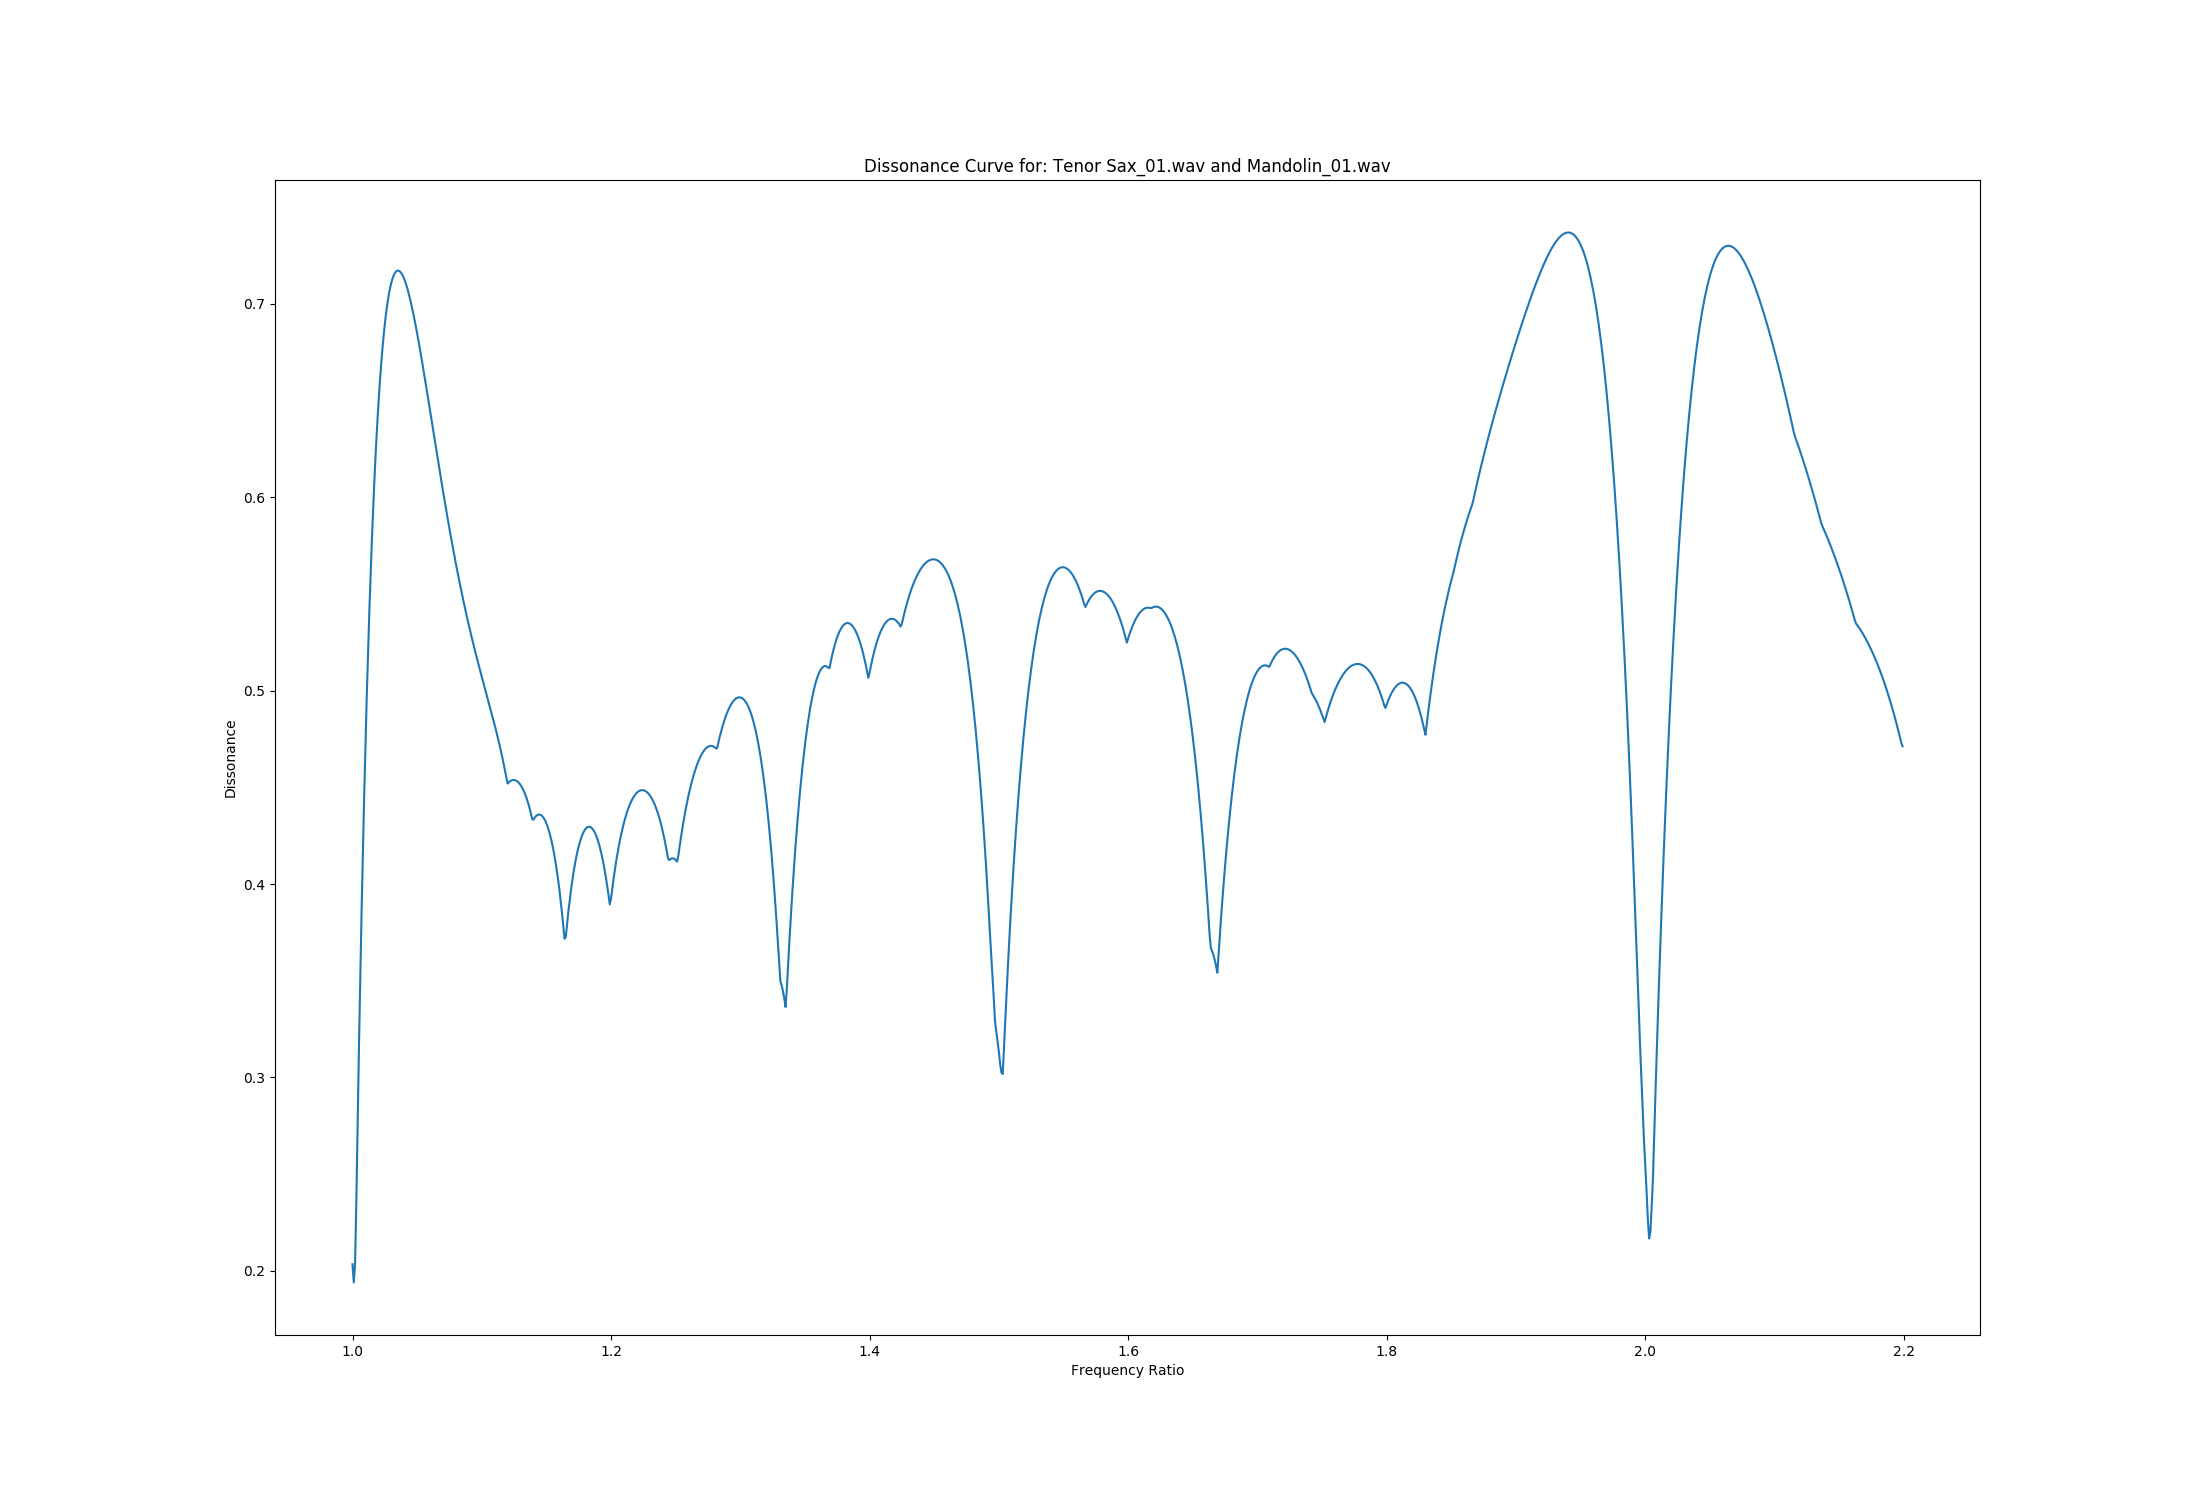 Dissonance Curve for: Tenor Sax_01.wav and Mandolin_01.wav
Dissonance
0.7
0.6
0.5
0.4
0.3
0.2
1.0 1.2 1.4 1.6 1.8 2.0 2.2
Frequency Ratio